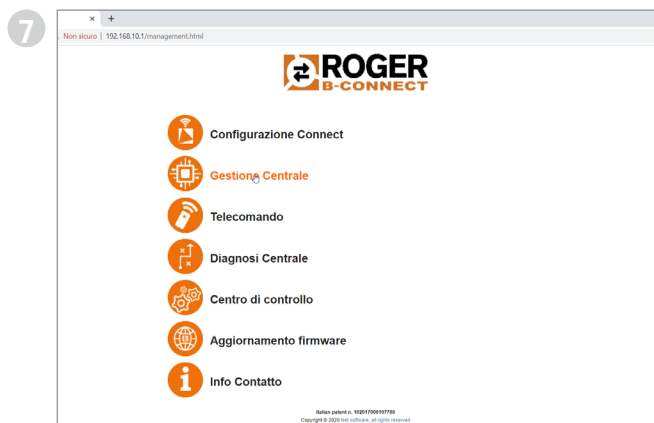 7
× +
Non sicuro | 192.168.10.1/management.html
ROGER
B-CONNECT
Configurazione Connect
Gestione Centrale
Telecomando
Diagnosi Centrale
Centro di controllo
Aggiornamento firmware
Info Contatto
Italian patent n. 102017000107766
Copyright © 2020 Net software, all rights reserved